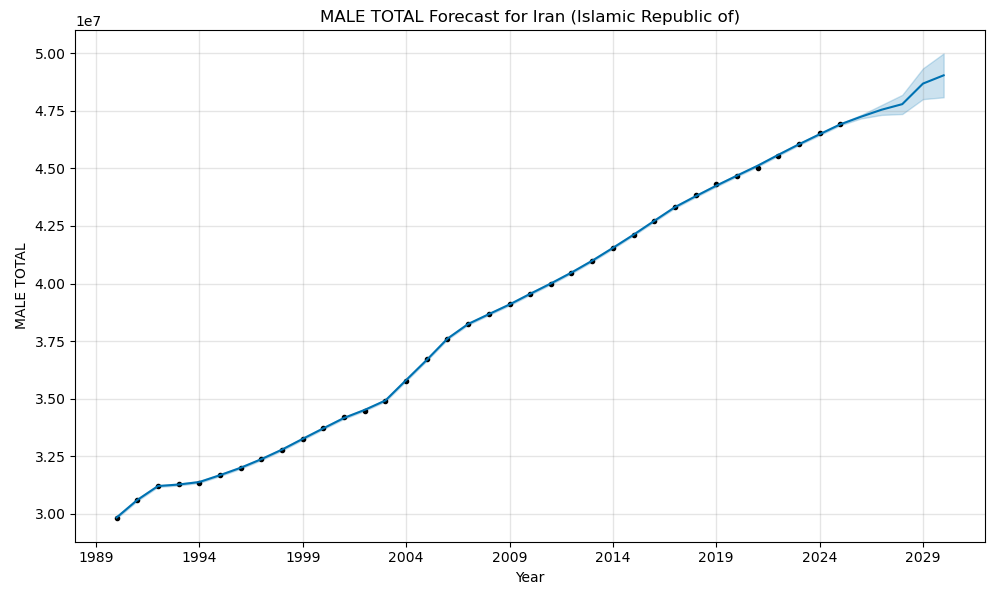 MALE TOTAL Forecast for Iran (Islamic Republic of)
1e7
5.00
4.75
4.50
4.25
4.00
3.75
3.50
3.25
3.00
MALE TOTAL
1989 1994 1999 2004 2009 2014 2019 2024 2029
Year